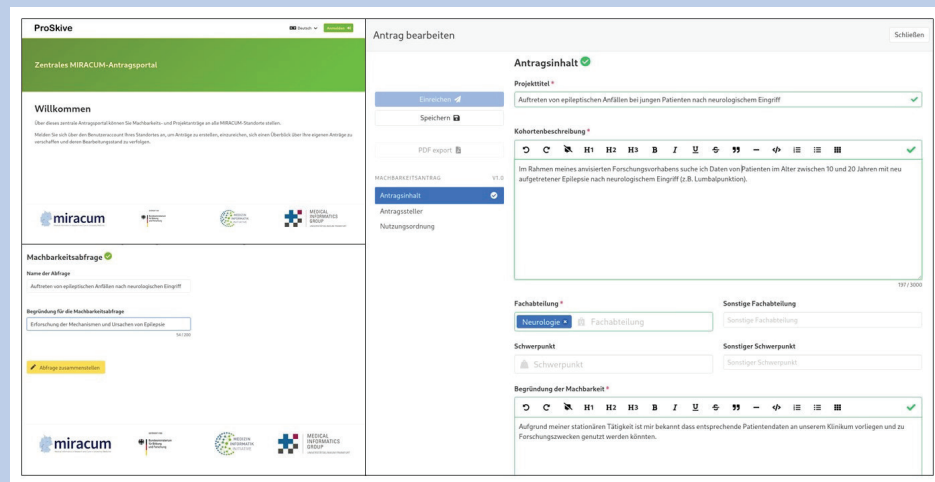 ProSkive
Deutsch
Zentrales MIRACUM-Antragsportal
Willkommen
Über dieses zentrale Antragsportal können Sie Machbarkeits- und Projektanträge an alle MIRACUM-Standorte stellen.
Melden Sie sich über den Benutzeraccount Ihres Standortes an, um Anträge zu erstellen, einzureichen, sich einen Überblick über Ihre eigenen Anträge zu
verschaffen und deren Bearbeitungsstand zu verfolgen.
miracum
MEDIZIN
INFORMATIK
INITIATIVE
MEDICAL
INFORMATICS
GROUP
Machbarkeitsabfrage
Name der Abfrage
Auftreten von epileptischen Anfällen nach neurologischen Eingriff
Begründung für die Machbarkeitsabfrage
Erforschung der Mechanismen und Ursachen von Epilepsie
Abfrage zusammenstellen
miracum
MEDIZIN
INFORMATIK
INITIATIVE
MEDICAL
INFORMATICS
GROUP
Antrag bearbeiten
Schließen
Einreichen
Speichern
PDF export
MACHBARKEITSANTRAG V1.0
Antragsinhalt
Antragssteller
Nutzungsordnung
Antragsinhalt
Projekttitel *
Auftreten von epileptischen Anfällen bei jungen Patienten nach neurologischem Eingriff
Kohortenbeschreibung *
H1 H2 H3 B I U S
Im Rahmen meines anvisierten Forschungsvorhabens suche ich Daten von Patienten im Alter zwischen 10 und 20 Jahren mit neu
aufgetretener Epilepsie nach neurologischem Eingriff (z.B. Lumbalpunktion).
197 / 3000
Fachabteilung * Sonstige Fachabteilung
Neurologie Fachabteilung Sonstige Fachabteilung
Schwerpunkt Sonstiger Schwerpunkt
Schwerpunkt Sonstiger Schwerpunkt
Begründung der Machbarkeit *
H1 H2 H3 B I U S
Aufgrund meiner stationären Tätigkeit ist mir bekannt dass entsprechende Patientendaten an unserem Klinikum vorliegen und zu
Forschungszwecken genutzt werden könnten.